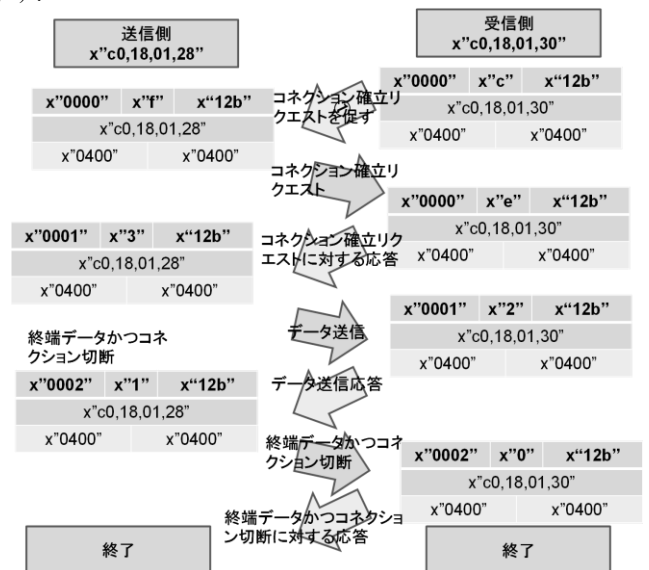 送信側
x"c0,18,01,28"
受信側
x"c0,18,01,30"
x"0000" x"c" x“12b”
x"c0,18,01,30"
x"0400" x"0400"
コネクション確立リ
クエストを促す
x"0000" x"f" x“12b”
x"c0,18,01,28"
x"0400" x"0400"
コネクション確立リ
クエスト
x"0000" x"e" x“12b”
x"c0,18,01,30"
x"0400" x"0400"
コネクション確立リク
エストに対する応答
x"0001" x"3" x“12b”
x"c0,18,01,28"
x"0400" x"0400"
データ送信
x"0001" x"2" x“12b”
x"c0,18,01,30"
x"0400" x"0400"
データ送信応答
終端データかつコネ
クション切断
x"0002" x"1" x“12b”
x"c0,18,01,28"
x"0400" x"0400"
終端データかつコネ
クション切断
x"0002" x"0" x“12b”
x"c0,18,01,30"
x"0400" x"0400"
終端データかつコネクショ
ン切断に対する応答
終了
終了